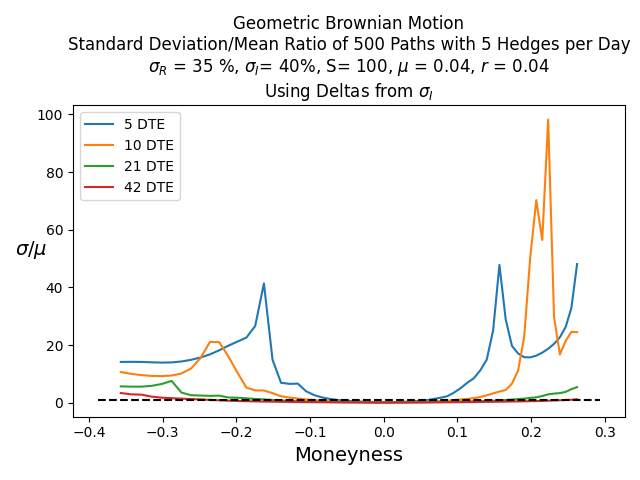 Geometric Brownian Motion
Standard Deviation/Mean Ratio of 500 Paths with 5 Hedges per Day
σR = 35 %, σI= 40%, S= 100, μ = 0.04, r = 0.04
Using Deltas from σI
5 DTE
10 DTE
21 DTE
42 DTE
100
80
60
40
20
0
σ/μ
−0.4 −0.3 −0.2 −0.1 0.0 0.1 0.2 0.3
Moneyness